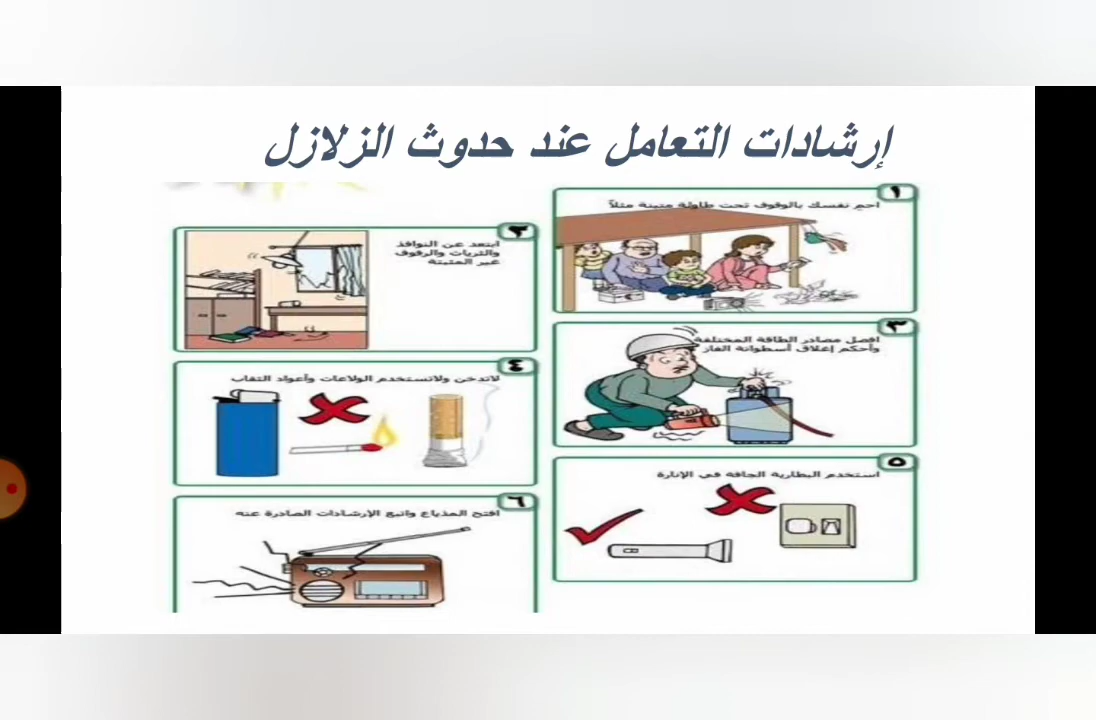 إرشادات التعامل عند حدوث الزلازل
١
احم نفسك بالوقوف تحت طاولة متينة مثلاً
٢
ابتعد عن النوافذ
والثريات والرفوف
غير المثبتة
٣
افصل مصادر الطاقة المختلفة
وأحكم إغلاق أسطوانة الغاز
٤
لاتدخن ولاتستخدم الولاعات وأعواد الثقاب
٥
استخدم البطارية الجافة في الإنارة
٦
افتح المذياع واتبع الإرشادات الصادرة عنه